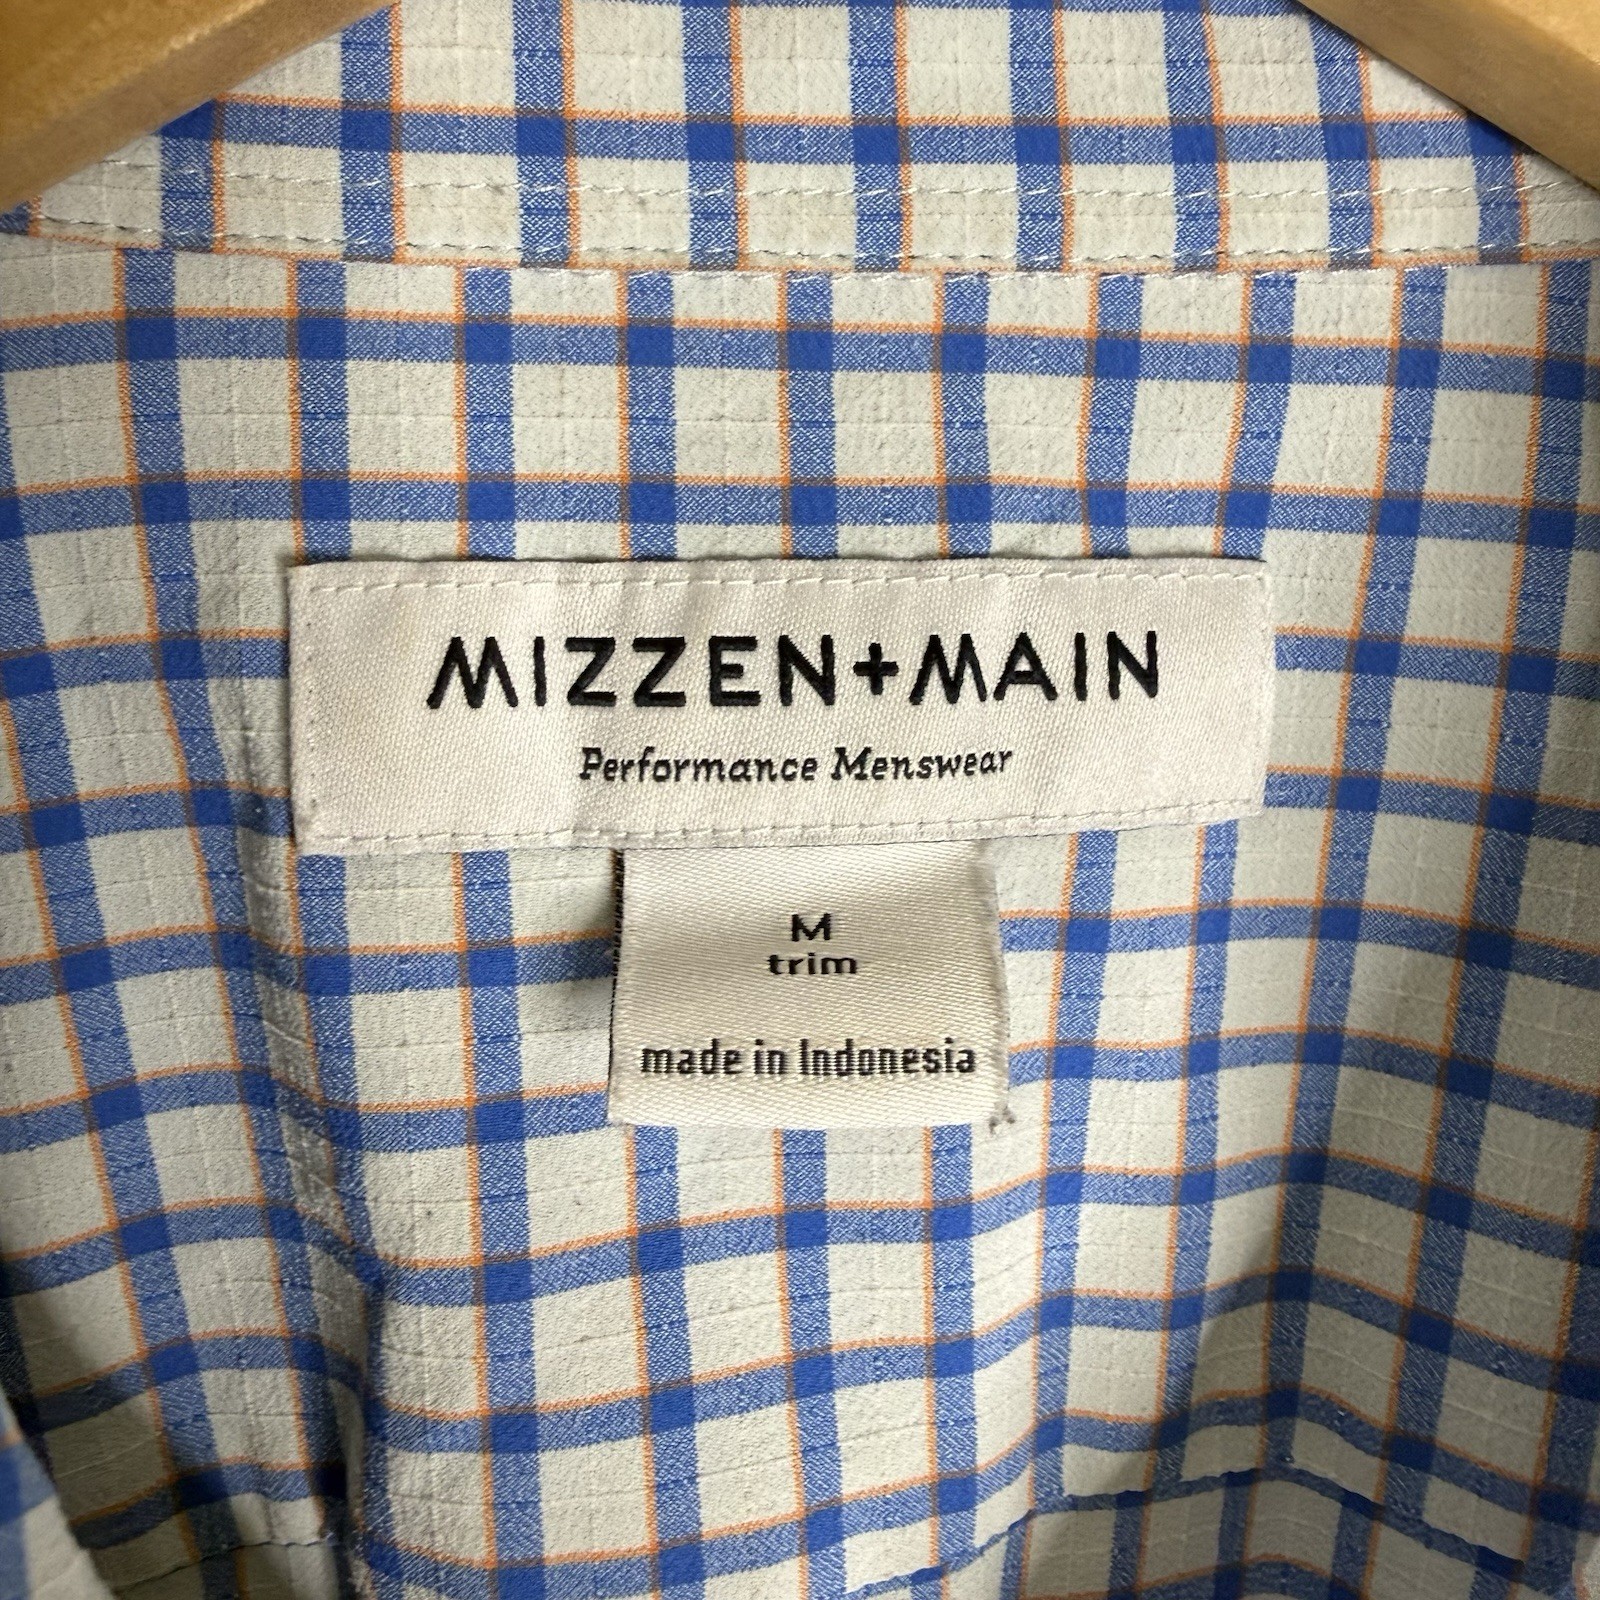 MIZZEN+MAIN
Performance Menswear
M
trim
made in Indonesia